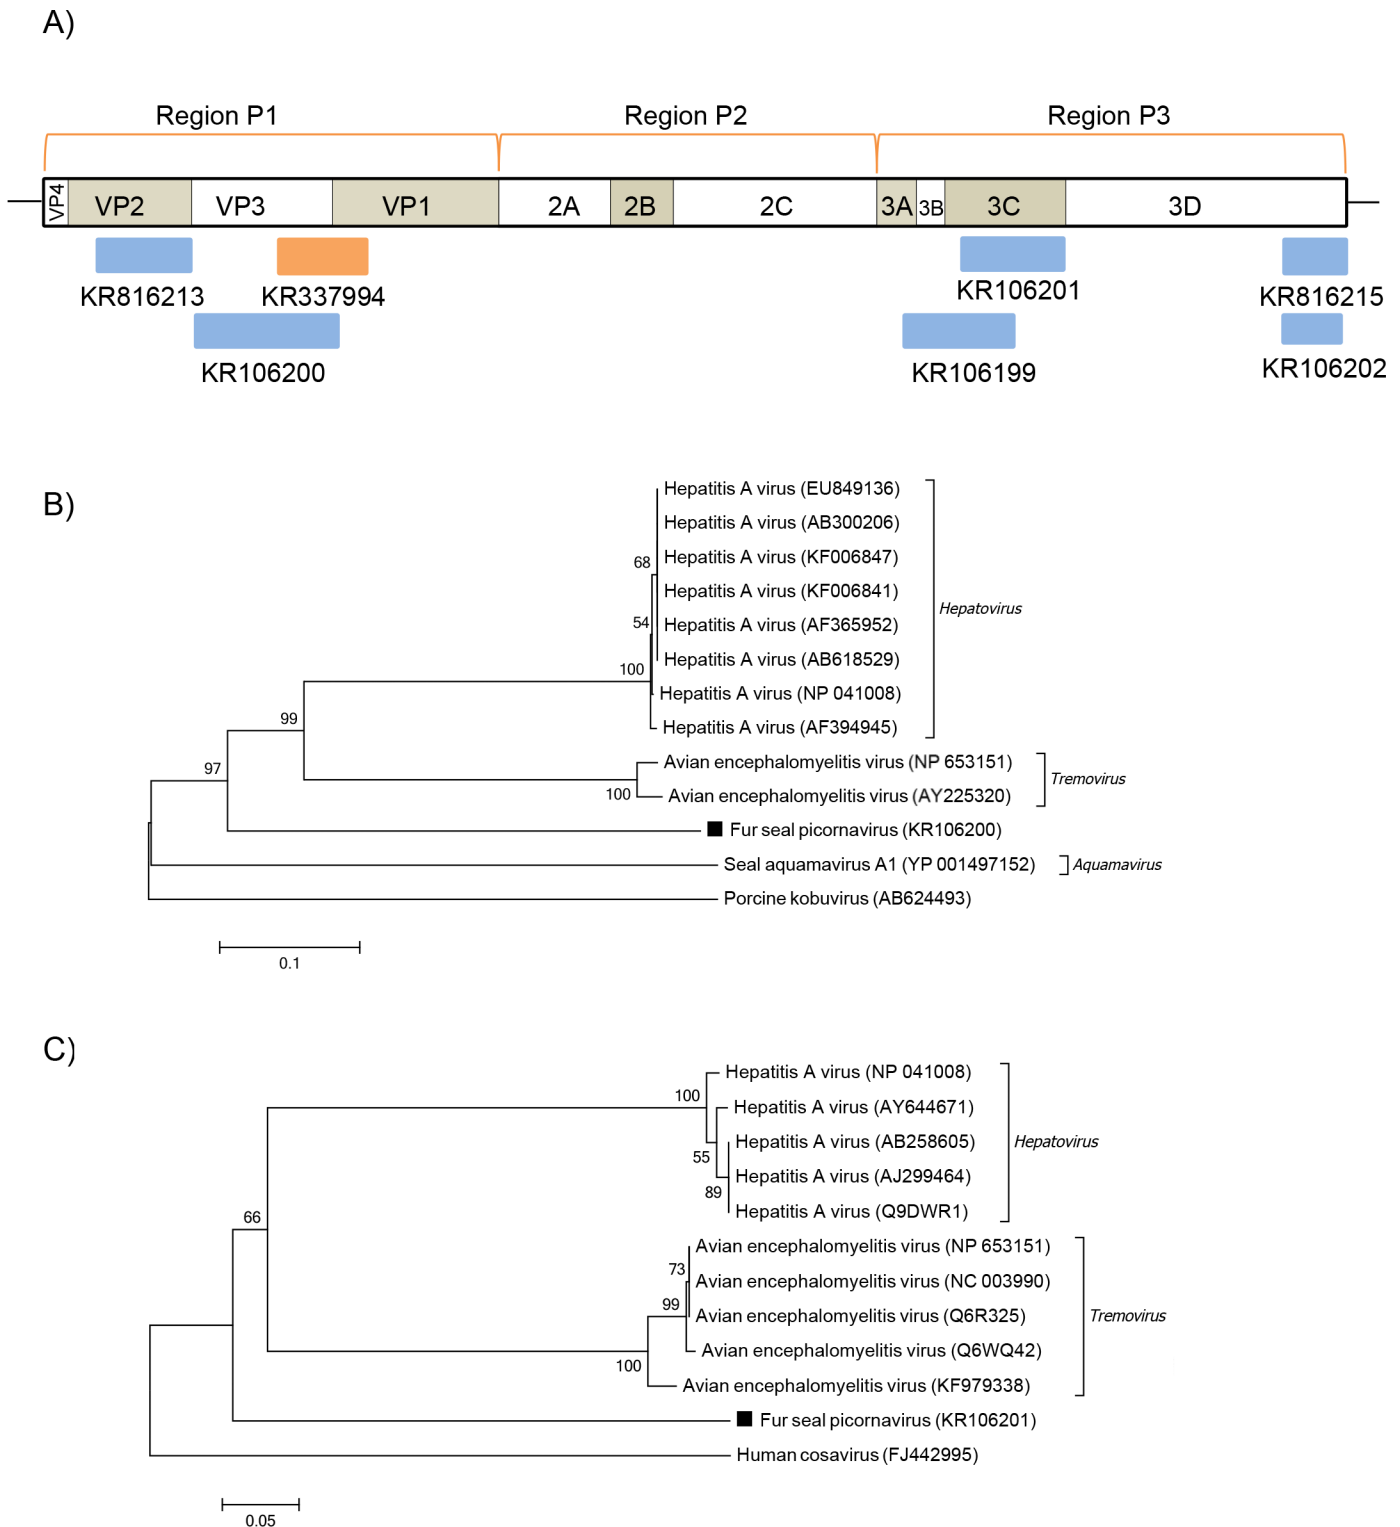 A)
Region P1 Region P2 Region P3
VP4 VP2 VP3 VP1 2A 2B 2C 3A 3B 3C 3D
KR816213 KR337994 KR106201 KR816215
KR106200 KR106199 KR106202
B)
Hepatitis A virus (EU849136)
Hepatitis A virus (AB300206)
Hepatitis A virus (KF006847)
68
Hepatitis A virus (KF006841)
Hepatovirus
54
Hepatitis A virus (AF365952)
Hepatitis A virus (AB618529)
100
Hepatitis A virus (NP 041008)
99
Hepatitis A virus (AF394945)
97
Avian encephalomyelitis virus (NP 653151)
Tremovirus
100
Avian encephalomyelitis virus (AY225320)
Fur seal picornavirus (KR106200)
Seal aquamavirus A1 (YP 001497152)
Aquamavirus
Porcine kobuvirus (AB624493)
0.1
C)
Hepatitis A virus (NP 041008)
100
Hepatitis A virus (AY644671)
Hepatitis A virus (AB258605)
Hepatovirus
55
Hepatitis A virus (AJ299464)
89
Hepatitis A virus (Q9DWR1)
66
Avian encephalomyelitis virus (NP 653151)
73
Avian encephalomyelitis virus (NC 003990)
99
Avian encephalomyelitis virus (Q6R325)
Tremovirus
Avian encephalomyelitis virus (Q6WQ42)
100
Avian encephalomyelitis virus (KF979338)
Fur seal picornavirus (KR106201)
Human cosavirus (FJ442995)
0.05